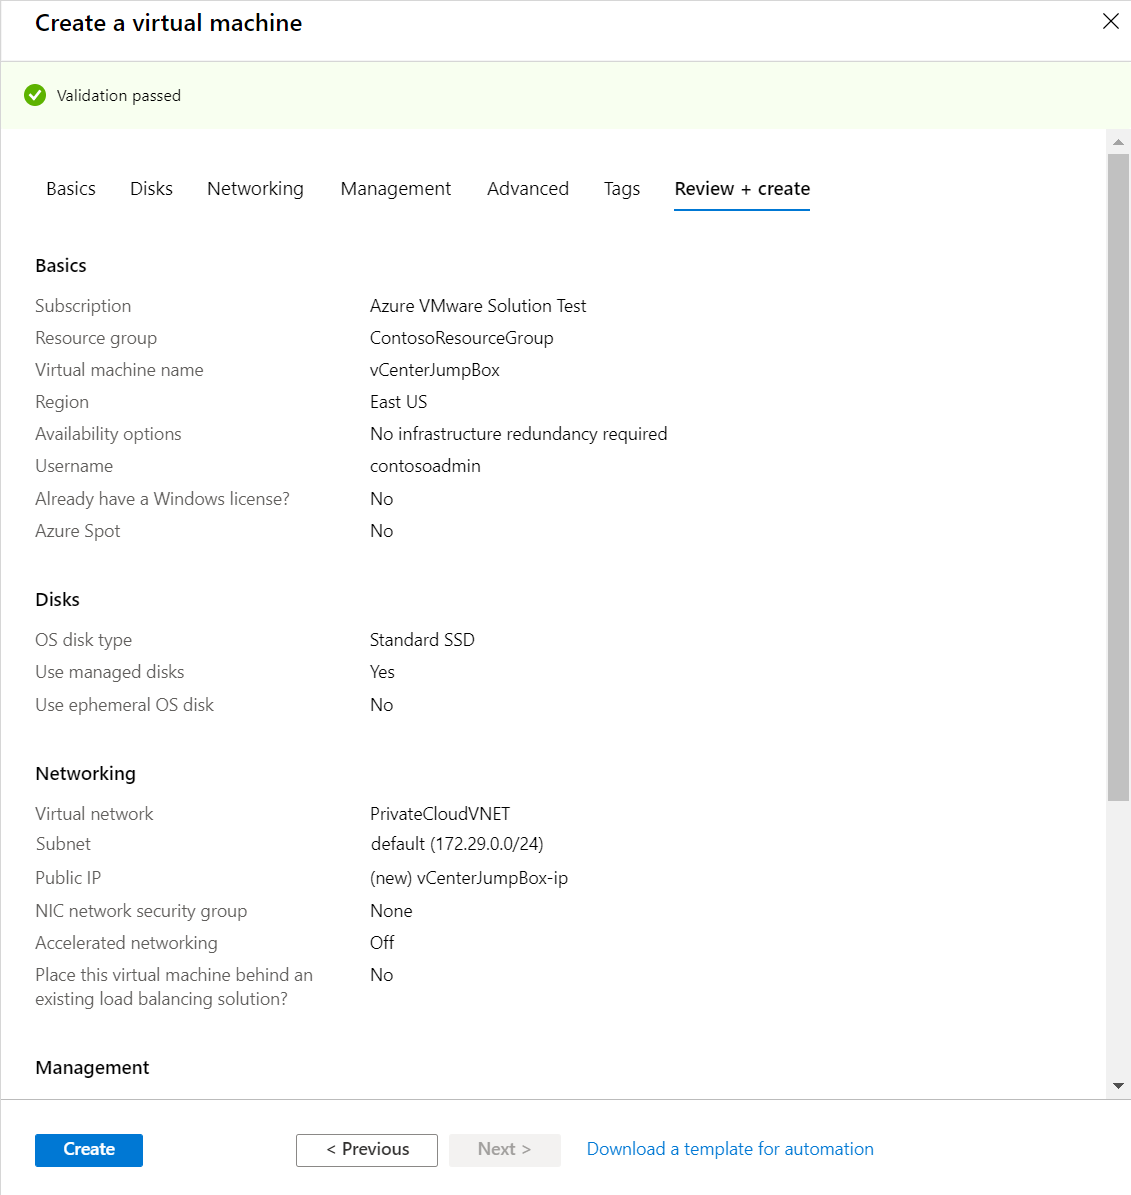 Create a virtual machine
Validation passed
Basics Disks Networking Management Advanced Tags Review + create
Basics
Subscription Azure VMware Solution Test
Resource group ContosoResourceGroup
Virtual machine name vCenterJumpBox
Region East US
Availability options No infrastructure redundancy required
Username contosoadmin
Already have a Windows license? No
Azure Spot No
Disks
OS disk type Standard SSD
Use managed disks Yes
Use ephemeral OS disk No
Networking
Virtual network PrivateCloudVNET
Subnet default (172.29.0.0/24)
Public IP (new) vCenterJumpBox-ip
NIC network security group None
Accelerated networking Off
Place this virtual machine behind an No
existing load balancing solution?
Management
Create < Previous Next > Download a template for automation